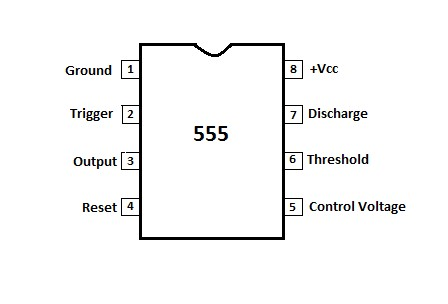 Ground 1 8 +Vcc
Trigger 2 7 Discharge
555
Output 3 6 Threshold
Reset 4 5 Control Voltage